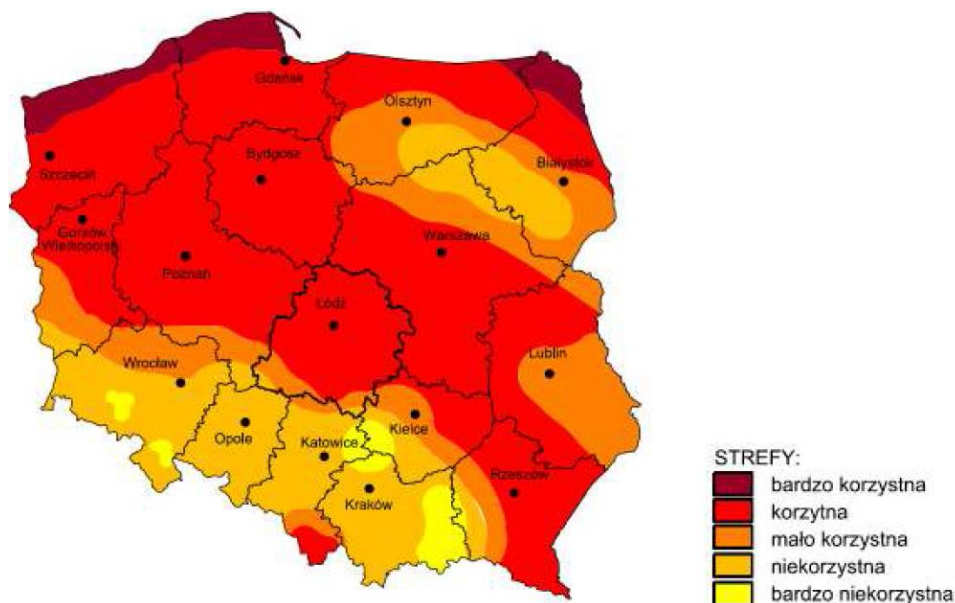 Gdańsk
Olsztyn
Bydgosz
Białystok
Szczecin
Gorzów
Wielkoporski
Warszawa
Poznań
Łódź
Wrocław
Lublin
Opole
Katowice
Kielce
Rzeszów
Kraków
STREFY:
bardzo korzystna
korzytna
mało korzystna
niekorzystna
bardzo niekorzystna